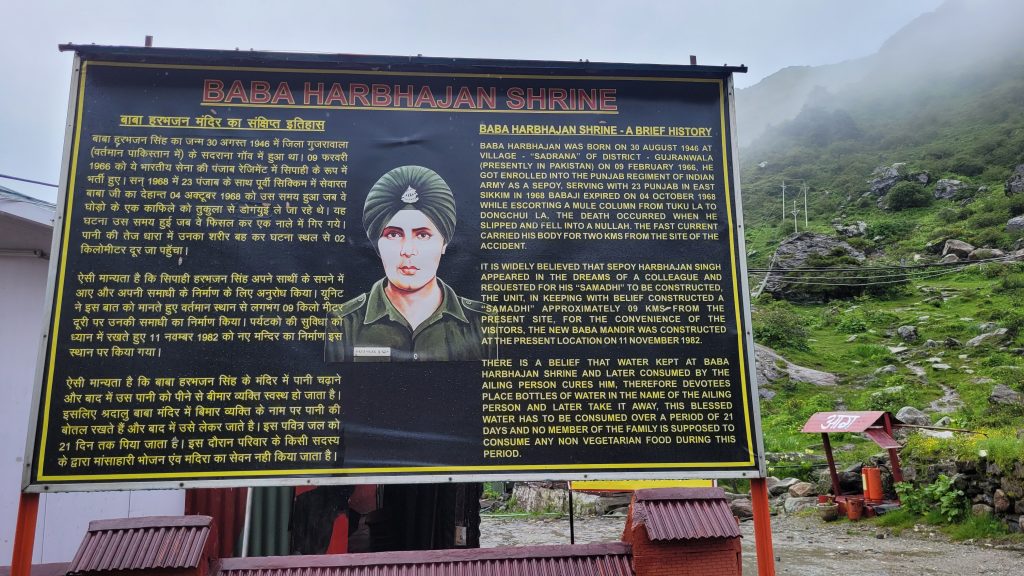 BABA HARBHAJAN SHRINE
बाबा हरभजन मंदिर का संक्षिप्त इतिहास
बाबा हरभजन सिंह का जन्म 30 अगस्त 1946 में जिला गुजरावाला
(वर्तमान पाकिस्तान में) के सदराना गाँव में हुआ था। 09 फरवरी
1966 को ये भारतीय सेना की पंजाब रेजिमेंट में सिपाही के रूप में
भर्ती हुए। सन् 1968 में 23 पंजाब के साथ पूर्वी सिक्किम में सेवारत
बाबा जी का देहान्त 04 अक्टूबर 1968 को उस समय हुआ जब वे
घोड़ो के एक काफिले को तुकुला से डोंगचुई ले जा रहे थे। यह
घटना उस समय हुई जब वे फिसल कर एक नाले में गिर गये।
पानी की तेज धारा में उनका शरीर बह कर घटना स्थल से 02
किलोमीटर दूर जा पहुँचा।
ऐसी मान्यता है कि सिपाही हरभजन सिंह अपने साथी के सपने में
आए और अपनी समाधी के निर्माण के लिए अनुरोध किया। यूनिट
ने इस बात को मानते हुए वर्तमान स्थान से लगभग 09 किलो मीटर
दूरी पर उनकी समाधी का निर्माण किया। पर्यटको की सुविधा को
ध्यान में रखते हुए 11 नवम्बर 1982 को नए मन्दिर का निर्माण इस
स्थान पर किया गया।
ऐसी मान्यता है कि बाबा हरभजन सिंह के मंदिर में पानी चढ़ाने
और बाद में उस पानी को पीने से बीमार व्यक्ति स्वस्थ हो जाता है।
इसलिए श्रदालु बाबा मंदिर में बिमार व्यक्ति के नाम पर पानी की
बोतल रखते हैं और बाद में उसे लेकर जाते है। इस पवित्र जल को
21 दिन तक पिया जाता है। इस दौरान परिवार के किसी सदस्य
के द्वारा मांसाहारी भोजन एंव मदिरा का सेवन नही किया जाता है।
BABA HARBHAJAN SHRINE - A BRIEF HISTORY
BABA HARBHAJAN WAS BORN ON 30 AUGUST 1946 AT
VILLAGE - "SADRANA" OF DISTRICT - GUJRANWALA
(PRESENTLY IN PAKISTAN) ON 09 FEBRUARY 1966, HE
GOT ENROLLED INTO THE PUNJAB REGIMENT OF INDIAN
ARMY AS A SEPOY, SERVING WITH 23 PUNJAB IN EAST
SIKKIM IN 1968 BABAJI EXPIRED ON 04 OCTOBER 1968
WHILE ESCORTING A MULE COLUMN FROM TUKU LA TO
DONGCHUI LA, THE DEATH OCCURRED WHEN HE
SLIPPED AND FELL INTO A NULLAH. THE FAST CURRENT
CARRIED HIS BODY FOR TWO KMS FROM THE SITE OF THE
ACCIDENT.
IT IS WIDELY BELIEVED THAT SEPOY HARBHAJAN SINGH
APPEARED IN THE DREAMS OF A COLLEAGUE AND
REQUESTED FOR HIS "SAMADHI" TO BE CONSTRUCTED,
THE UNIT, IN KEEPING WITH BELIEF CONSTRUCTED A
"SAMADHI" APPROXIMATELY 09 KMS FROM THE
PRESENT SITE, FOR THE CONVENIENCE OF THE
VISITORS, THE NEW BABA MANDIR WAS CONSTRUCTED
AT THE PRESENT LOCATION ON 11 NOVEMBER 1982.
THERE IS A BELIEF THAT WATER KEPT AT BABA
HARBHAJAN SHRINE AND LATER CONSUMED BY THE
AILING PERSON CURES HIM, THEREFORE DEVOTEES
PLACE BOTTLES OF WATER IN THE NAME OF THE AILING
PERSON AND LATER TAKE IT AWAY, THIS BLESSED
WATER HAS TO BE CONSUMED OVER A PERIOD OF 21
DAYS AND NO MEMBER OF THE FAMILY IS SUPPOSED TO
CONSUME ANY NON VEGETARIAN FOOD DURING THIS
PERIOD.
आग